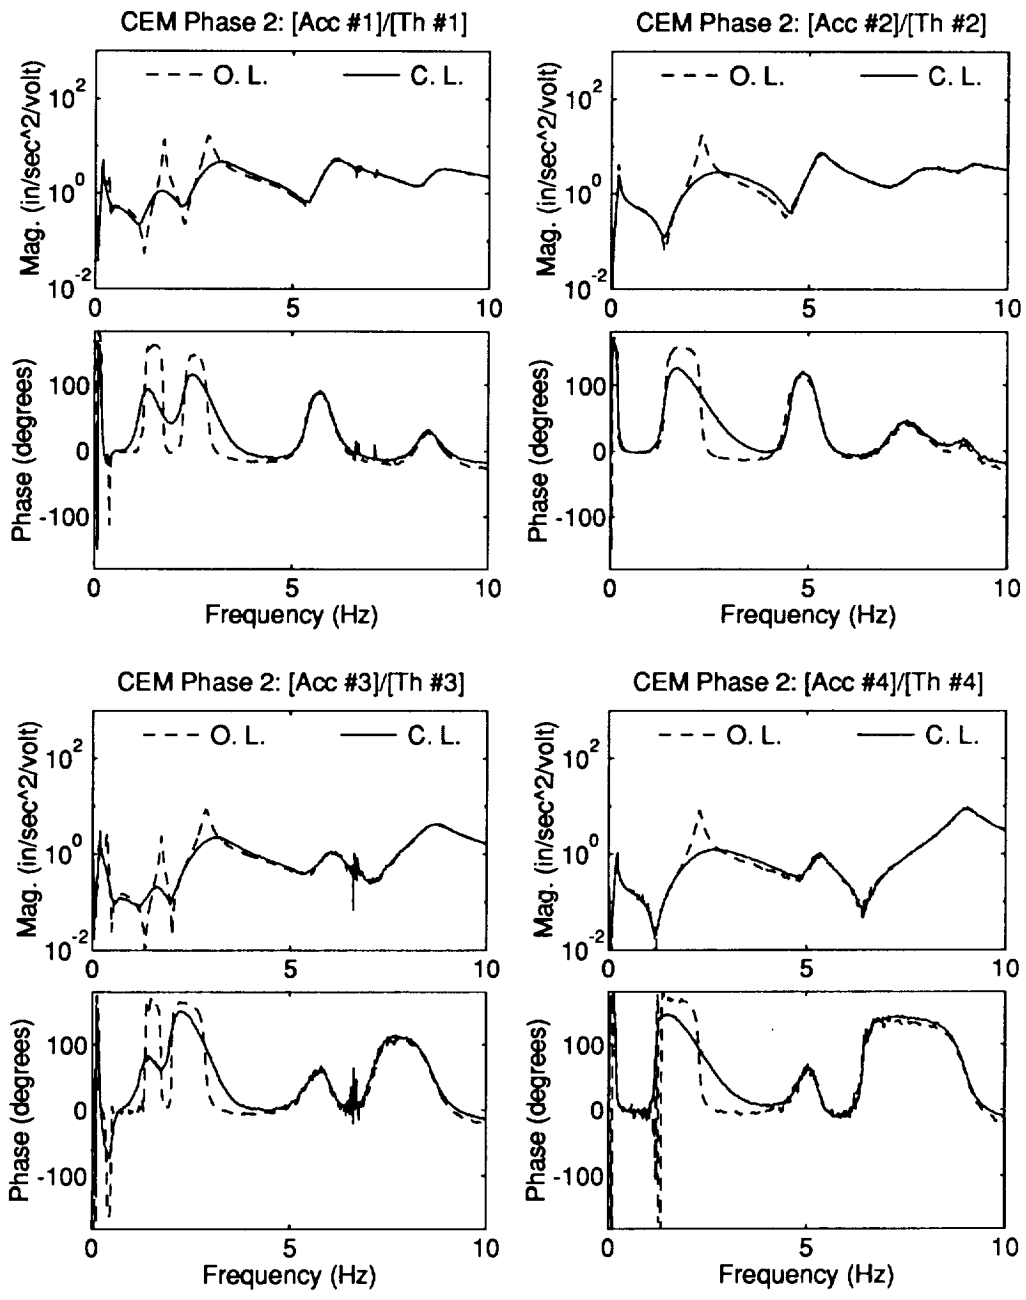 CEM Phase 2: [Acc #1]/[Th #1]
O. L.
C. L.
Mag. (in/sec^2/volt)
10^2
10^0
10^-2
0
5
10
Phase (degrees)
100
0
-100
0
5
10
Frequency (Hz)
CEM Phase 2: [Acc #2]/[Th #2]
O. L.
C. L.
Mag. (in/sec^2/volt)
10^2
10^0
10^-2
0
5
10
Phase (degrees)
100
0
-100
0
5
10
Frequency (Hz)
CEM Phase 2: [Acc #3]/[Th #3]
O. L.
C. L.
Mag. (in/sec^2/volt)
10^2
10^0
10^-2
0
5
10
Phase (degrees)
100
0
-100
0
5
10
Frequency (Hz)
CEM Phase 2: [Acc #4]/[Th #4]
O. L.
C. L.
Mag. (in/sec^2/volt)
10^2
10^0
10^-2
0
5
10
Phase (degrees)
100
0
-100
0
5
10
Frequency (Hz)